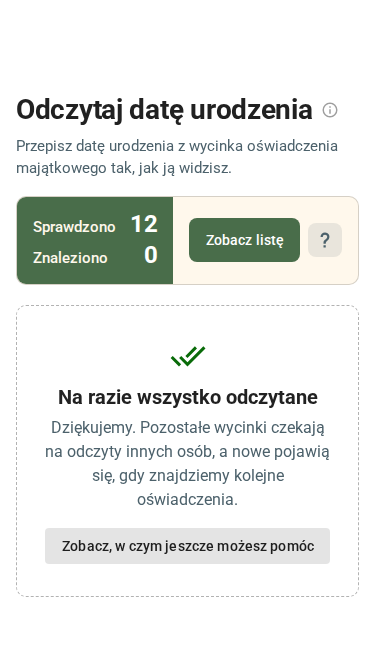 Odczytaj datę urodzenia
Przepisz datę urodzenia z wycinka oświadczenia
majątkowego tak, jak ją widzisz.
Sprawdzono 12
Znaleziono 0
Zobacz listę
?
Na razie wszystko odczytane
Dziękujemy. Pozostałe wycinki czekają
na odczyty innych osób, a nowe pojawią
się, gdy znajdziemy kolejne
oświadczenia.
Zobacz, w czym jeszcze możesz pomóc